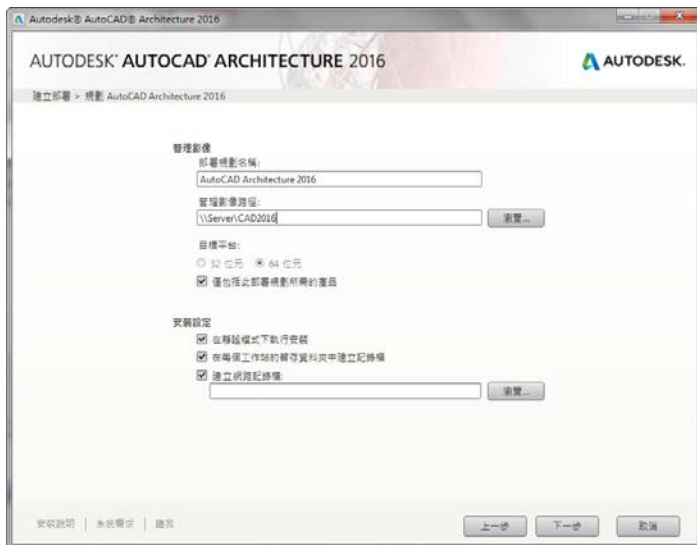 Autodesk® AutoCAD® Architecture 2016
AUTODESK® AUTOCAD® ARCHITECTURE 2016
AUTODESK.
建立部署 > 規劃 AutoCAD Architecture 2016
管理影像
部署規劃名稱:
AutoCAD Architecture 2016
管理影像路徑:
\\Server\CAD2016
瀏覽...
目標平台:
32 位元 64 位元
僅包括此部署規劃所需的產品
安裝設定
在靜默模式下執行安裝
在每個工作站的暫存資料夾中建立記錄檔
建立網路記錄檔:
瀏覽...
安裝說明 | 系統需求 | 讀我
上一步 下一步 取消